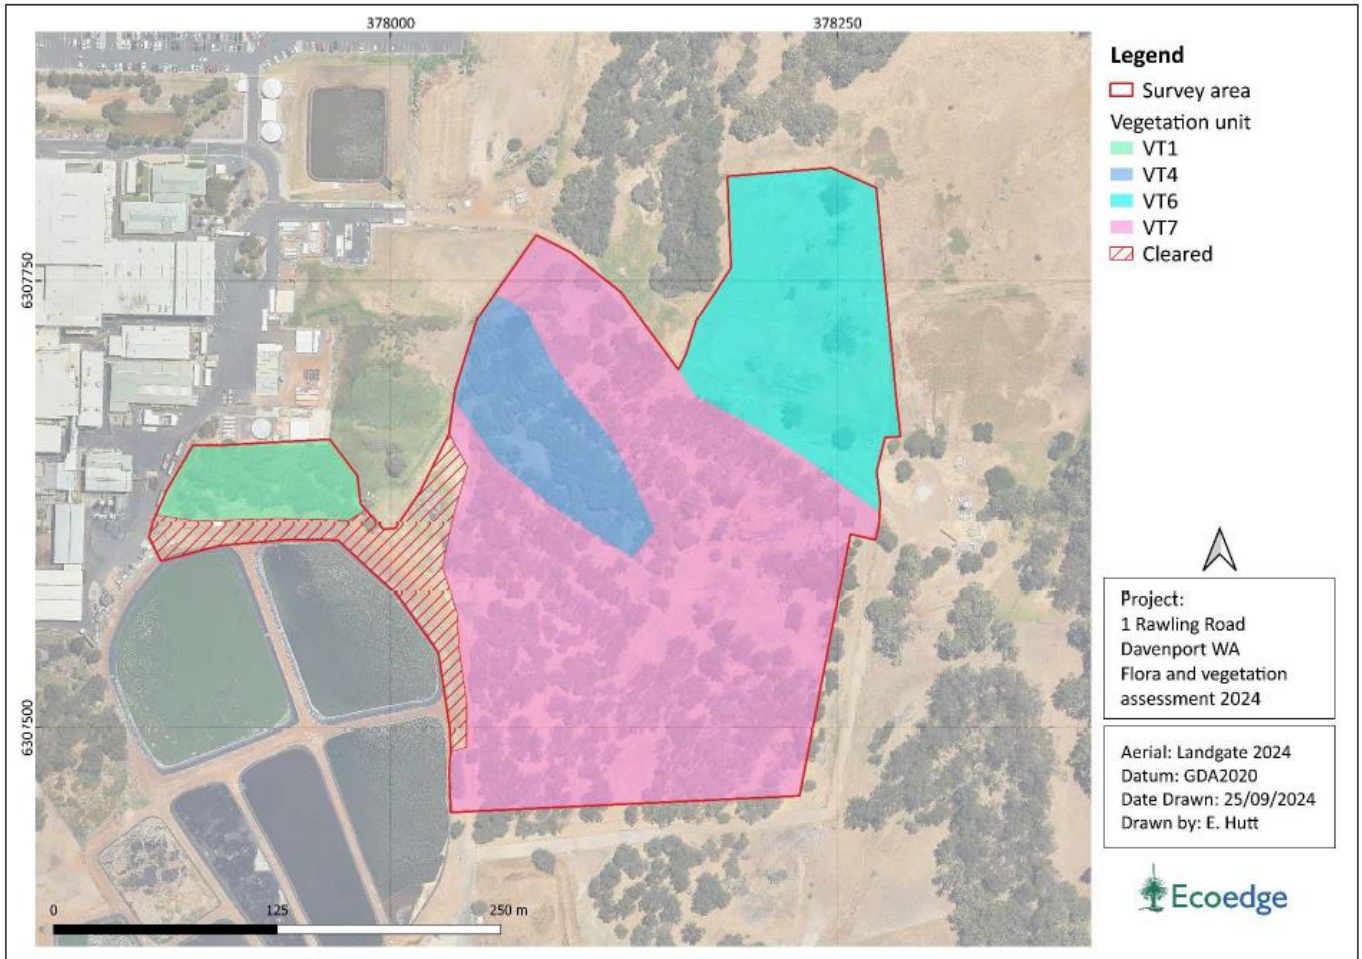 378000
378250
6307750
6307500
0
125
250 m
Legend
Survey area
Vegetation unit
VT1
VT4
VT6
VT7
Cleared
Project:
1 Rawling Road
Davenport WA
Flora and vegetation
assessment 2024
Aerial: Landgate 2024
Datum: GDA2020
Date Drawn: 25/09/2024
Drawn by: E. Hutt
Ecoedge